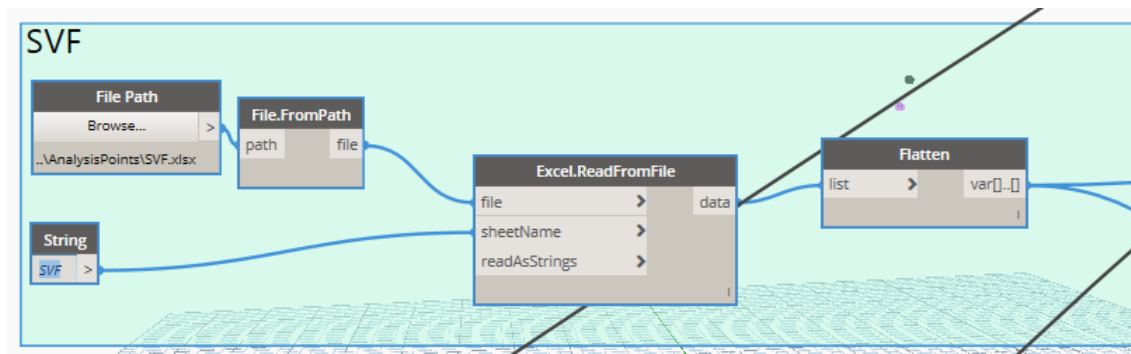 SVF
File Path
Browse...
>
..\AnalysisPoints\SVF.xlsx
File.FromPath
path file
String
SVF >
Excel.ReadFromFile
file > data
sheetName >
readAsStrings >
l
Flatten
list > var[]..[]
l